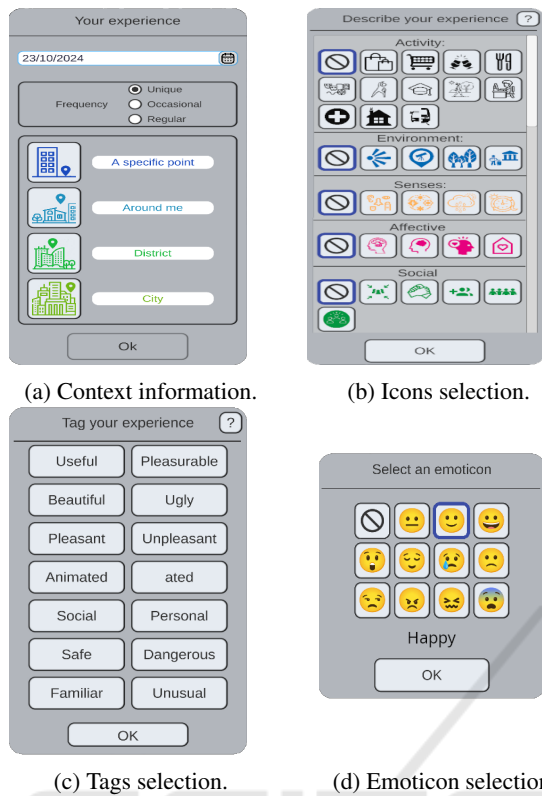 Your experience
23/10/2024
Frequency
Unique
Occasional
Regular
A specific point
Around me
District
City
Ok
(a) Context information.
Describe your experience ?
Activity:
Environment:
Senses:
Affective
Social
OK
(b) Icons selection.
Tag your experience ?
Useful Pleasurable
Beautiful Ugly
Pleasant Unpleasant
Animated ated
Social Personal
Safe Dangerous
Familiar Unusual
OK
(c) Tags selection.
Select an emoticon
Happy
OK
(d) Emoticon selection